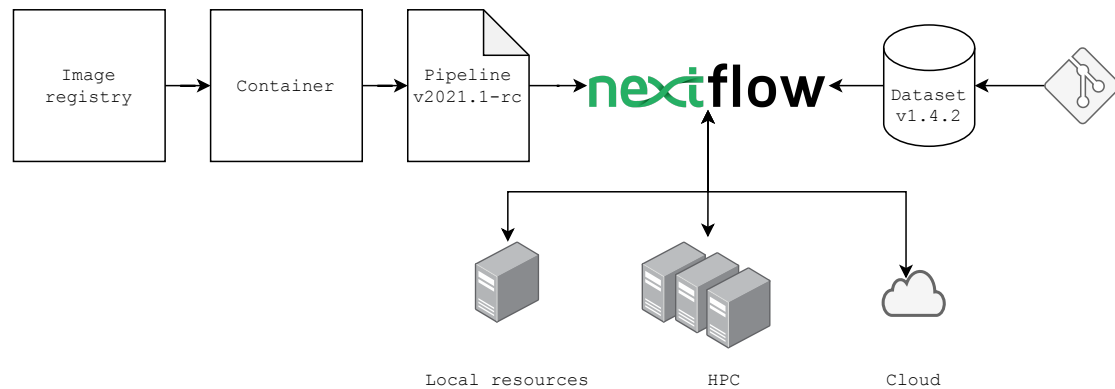 Image
registry
Container
Pipeline
v2021.1-rc
nextflow
Dataset
v1.4.2
Local resources
HPC
Cloud